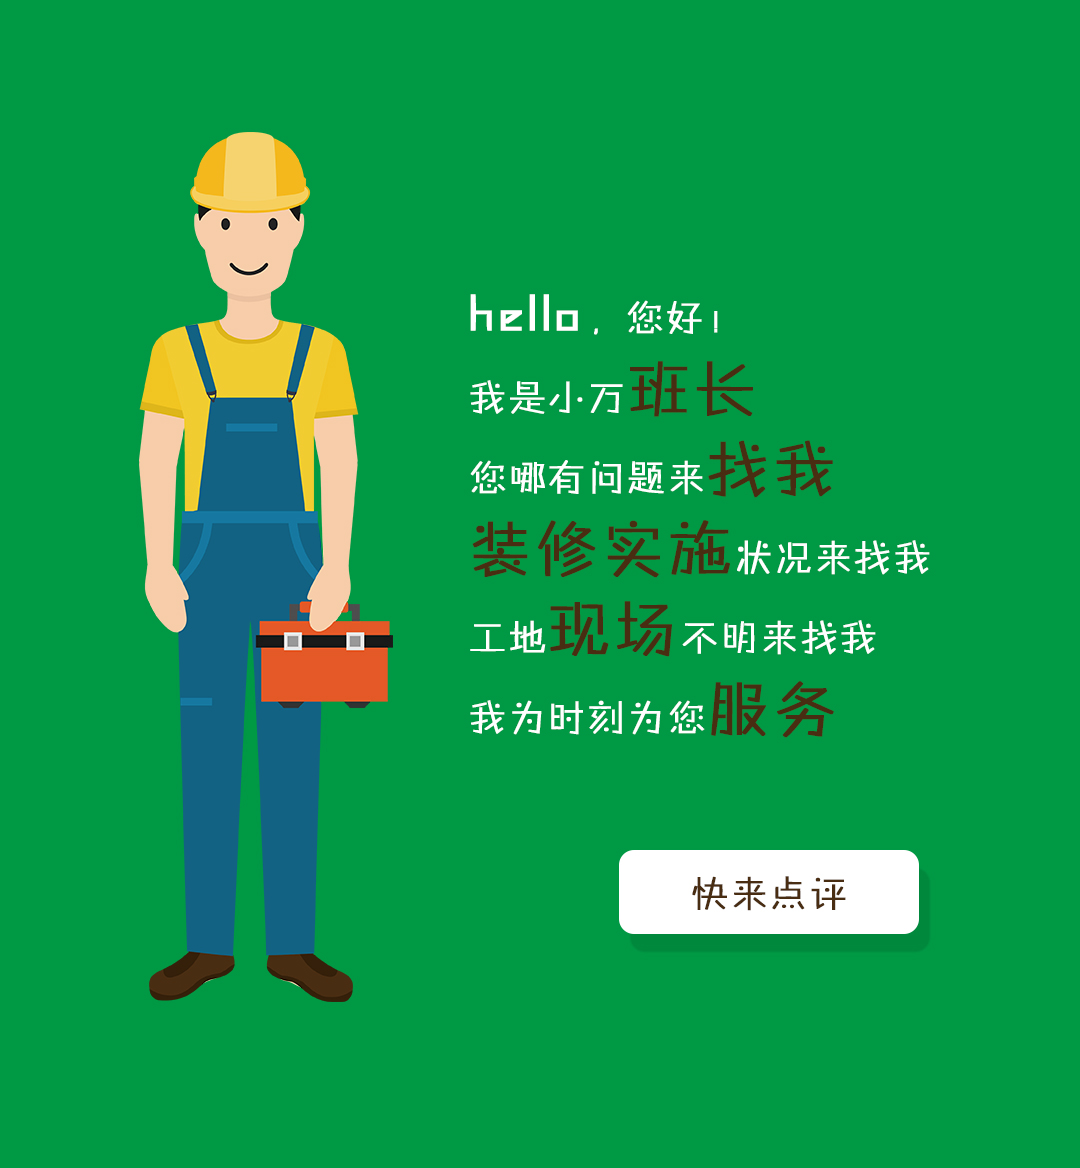 hello，您好！
我是小万班长
您哪有问题来找我
装修实施状况来找我
工地现场不明来找我
我为时刻为您服务
快来点评